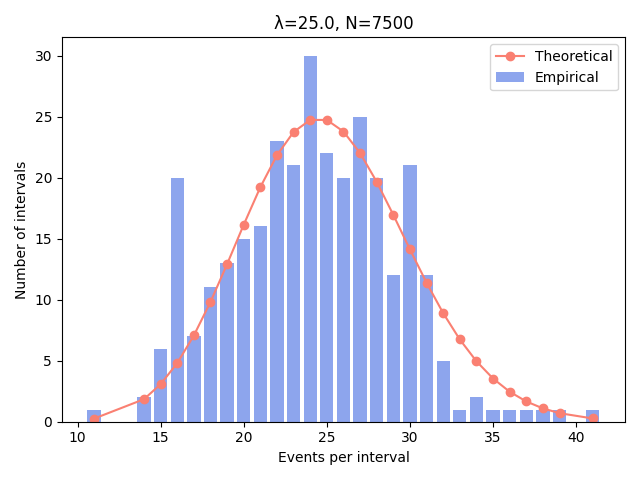 λ=25.0, N=7500
Theoretical
Empirical
Number of intervals
30
25
20
15
10
5
0
10
15
20
25
30
35
40
Events per interval